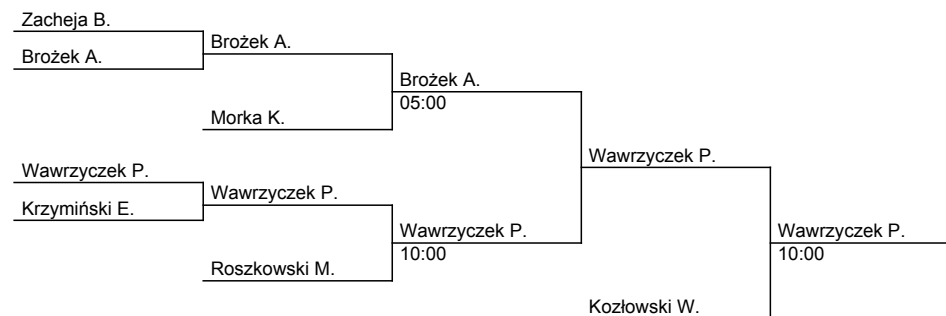 Zacheja B.
Brożek A.
Brożek A.
Brożek A.
05:00
Morka K.
Wawrzyczek P.
Wawrzyczek P.
Krzymiński E.
Wawrzyczek P.
Wawrzyczek P.
10:00
Wawrzyczek P.
10:00
Roszkowski M.
Kozłowski W.